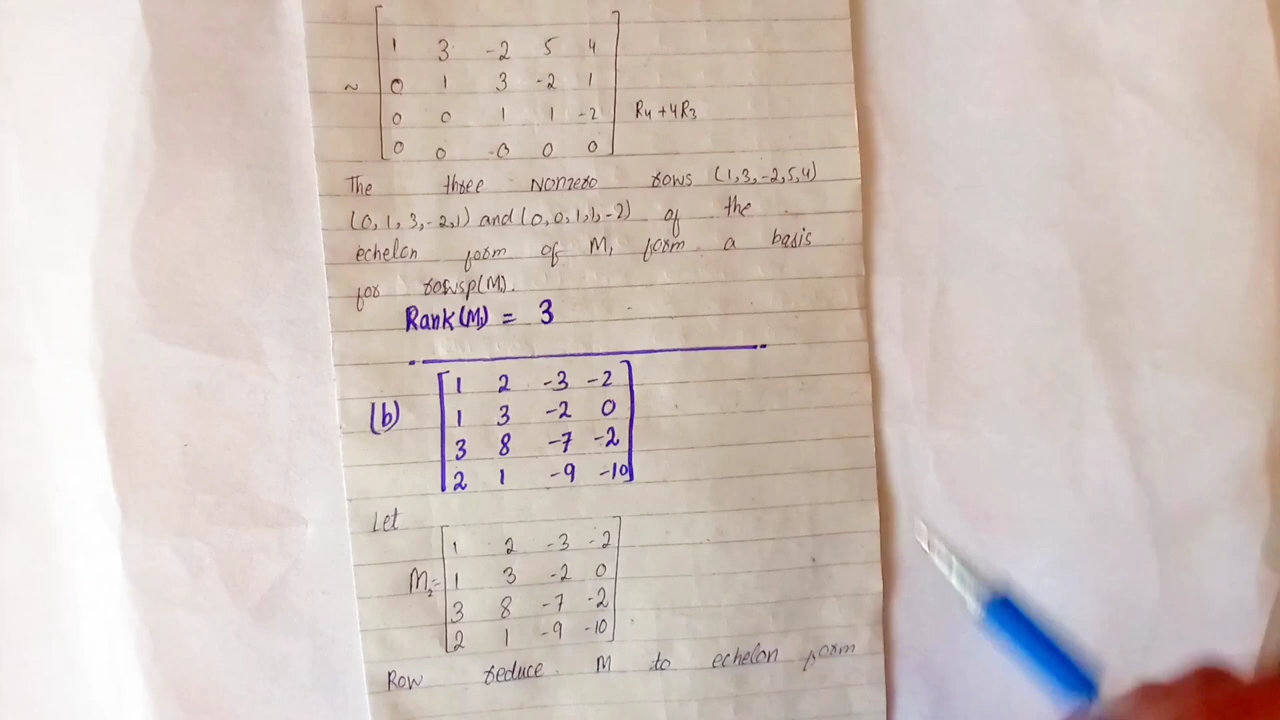 1 3 -2 5 4
~ 0 1 3 -2 1
0 0 1 1 -2 R4+4R3
0 0 0 0 0
The three Nonzero rows (1,3,-2,5,4)
(0,1,3,-2,1) and (0,0,1,1,-2) of the
echelon form of M, form a basis
for rowsp(M).
Rank(M1) = 3
(b) 1 2 -3 -2
1 3 -2 0
3 8 -7 -2
2 1 -9 -10
Let
1 2 -3 -2
M2= 1 3 -2 0
3 8 -7 -2
2 1 -9 -10
Row reduce M to echelon form